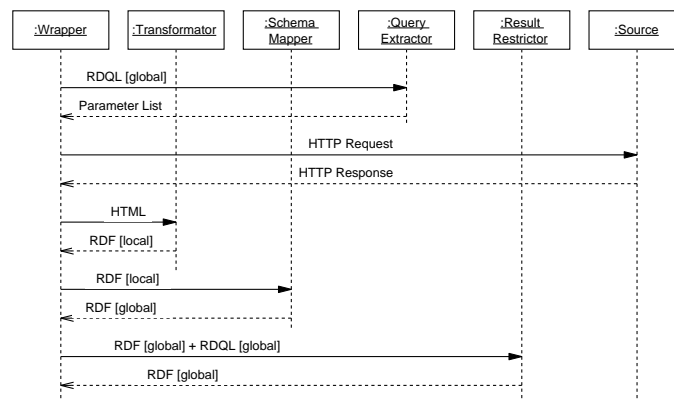 :Wrapper
:Transformator
:Schema
Mapper
:Query
Extractor
:Result
Restrictor
:Source
RDQL [global]
Parameter List
HTTP Request
HTTP Response
HTML
RDF [local]
RDF [local]
RDF [global]
RDF [global] + RDQL [global]
RDF [global]